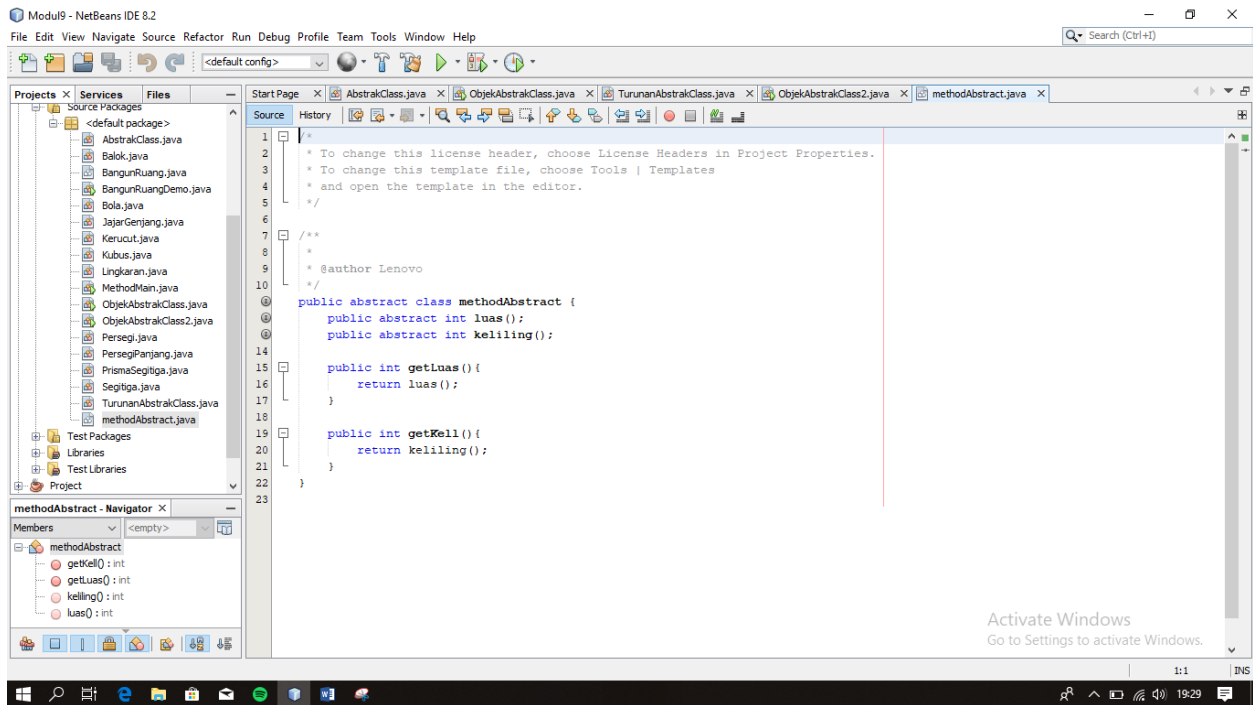 Modul9 - NetBeans IDE 8.2
File Edit View Navigate Source Refactor Run Debug Profile Team Tools Window Help
Search (Ctrl+I)
<default config>
Projects Services Files
Source Packages
<default package>
AbstrakClass.java
Balok.java
BangunRuang.java
BangunRuangDemo.java
Bola.java
JajarGenjang.java
Kerucut.java
Kubus.java
Lingkaran.java
MethodMain.java
ObjekAbstrakClass.java
ObjekAbstrakClass2.java
Persegi.java
PersegiPanjang.java
PrismaSegitiga.java
Segitiga.java
TurunanAbstrakClass.java
methodAbstract.java
Test Packages
Libraries
Test Libraries
Project
methodAbstract - Navigator
Members <empty>
methodAbstract
getKell() : int
getLuas() : int
keliling() : int
luas() : int
Start Page AbstrakClass.java ObjekAbstrakClass.java TurunanAbstrakClass.java ObjekAbstrakClass2.java methodAbstract.java
Source History
1 /*
2 * To change this license header, choose License Headers in Project Properties.
3 * To change this template file, choose Tools | Templates
4 * and open the template in the editor.
5 */
6
7 /**
8 *
9 * @author Lenovo
10 */
public abstract class methodAbstract {
public abstract int luas();
public abstract int keliling();
14
15 public int getLuas(){
16 return luas();
17 }
18
19 public int getKell(){
20 return keliling();
21 }
22 }
23
Activate Windows
Go to Settings to activate Windows.
1:1 INS
19:29